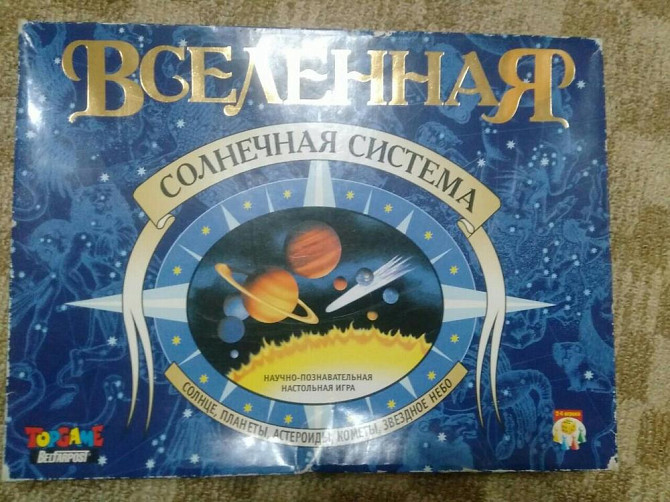 ВСЕЛЕННАЯ
СОЛНЕЧНАЯ СИСТЕМА
НАУЧНО-ПОЗНАВАТЕЛЬНАЯ
НАСТОЛЬНАЯ ИГРА
СОЛНЦЕ, ПЛАНЕТЫ, АСТЕРОИДЫ, КОМЕТЫ, ЗВЕЗДНОЕ НЕБО
TOPGAME